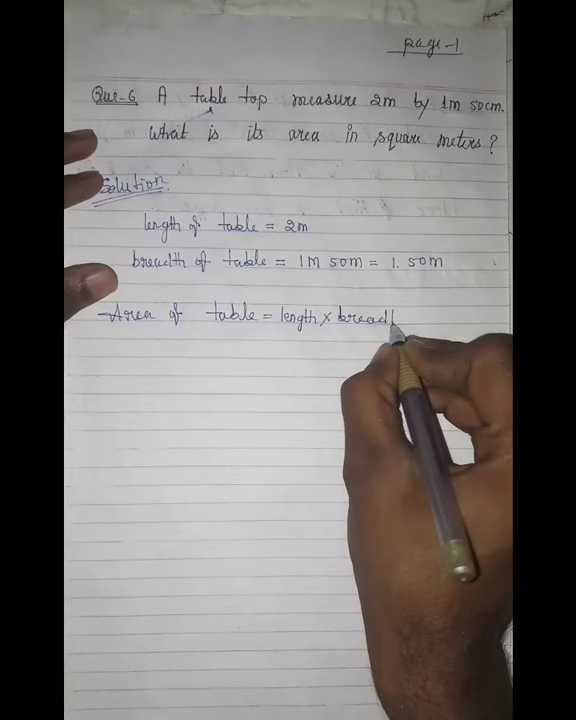 page-1
Que-6 A table top measure 2m by 1m 50cm.
What is its area in square meters?
Solution
length of table = 2m
breadth of table = 1M 50M = 1.50M
Area of table = length × breadt